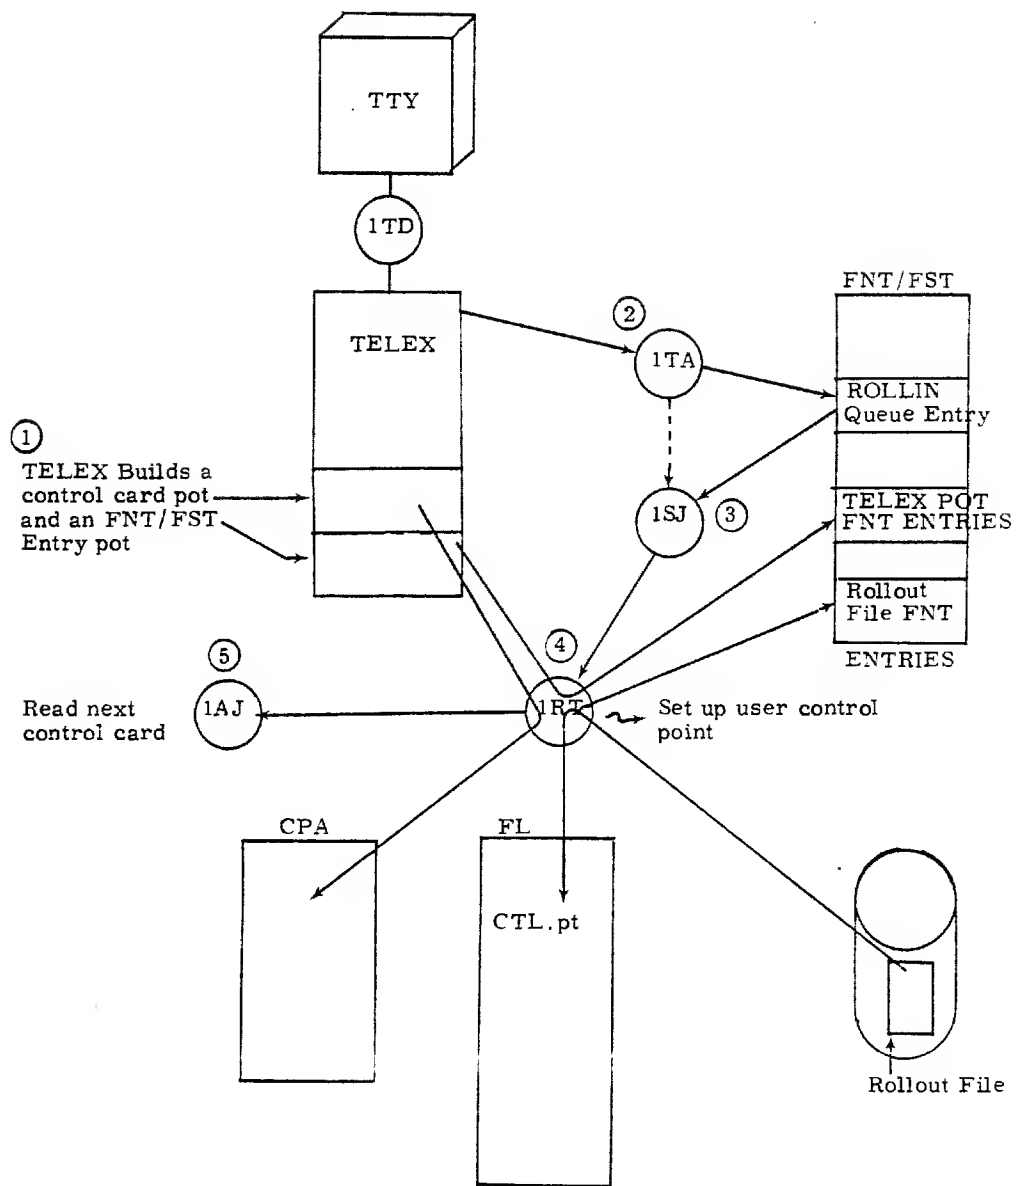 TTY
1TD
FNT/FST
②
TELEX
1TA
ROLLIN
Queue Entry
①
TELEX Builds a
control card pot
and an FNT/FST
Entry pot
1SJ
③
TELEX POT
FNT ENTRIES
Rollout
File FNT
ENTRIES
④
⑤
1AJ
Read next
control card
1RT
Set up user control
point
CPA
FL
CTL.pt
Rollout File